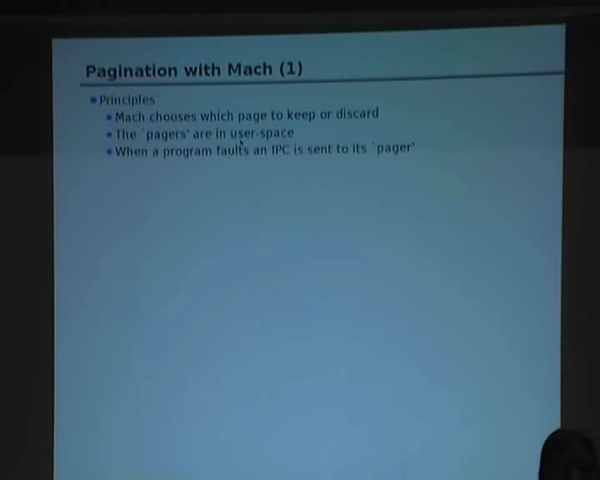 Pagination with Mach (1)
Principles
Mach chooses which page to keep or discard
The `pagers' are in user-space
When a program faults an IPC is sent to its `pager'